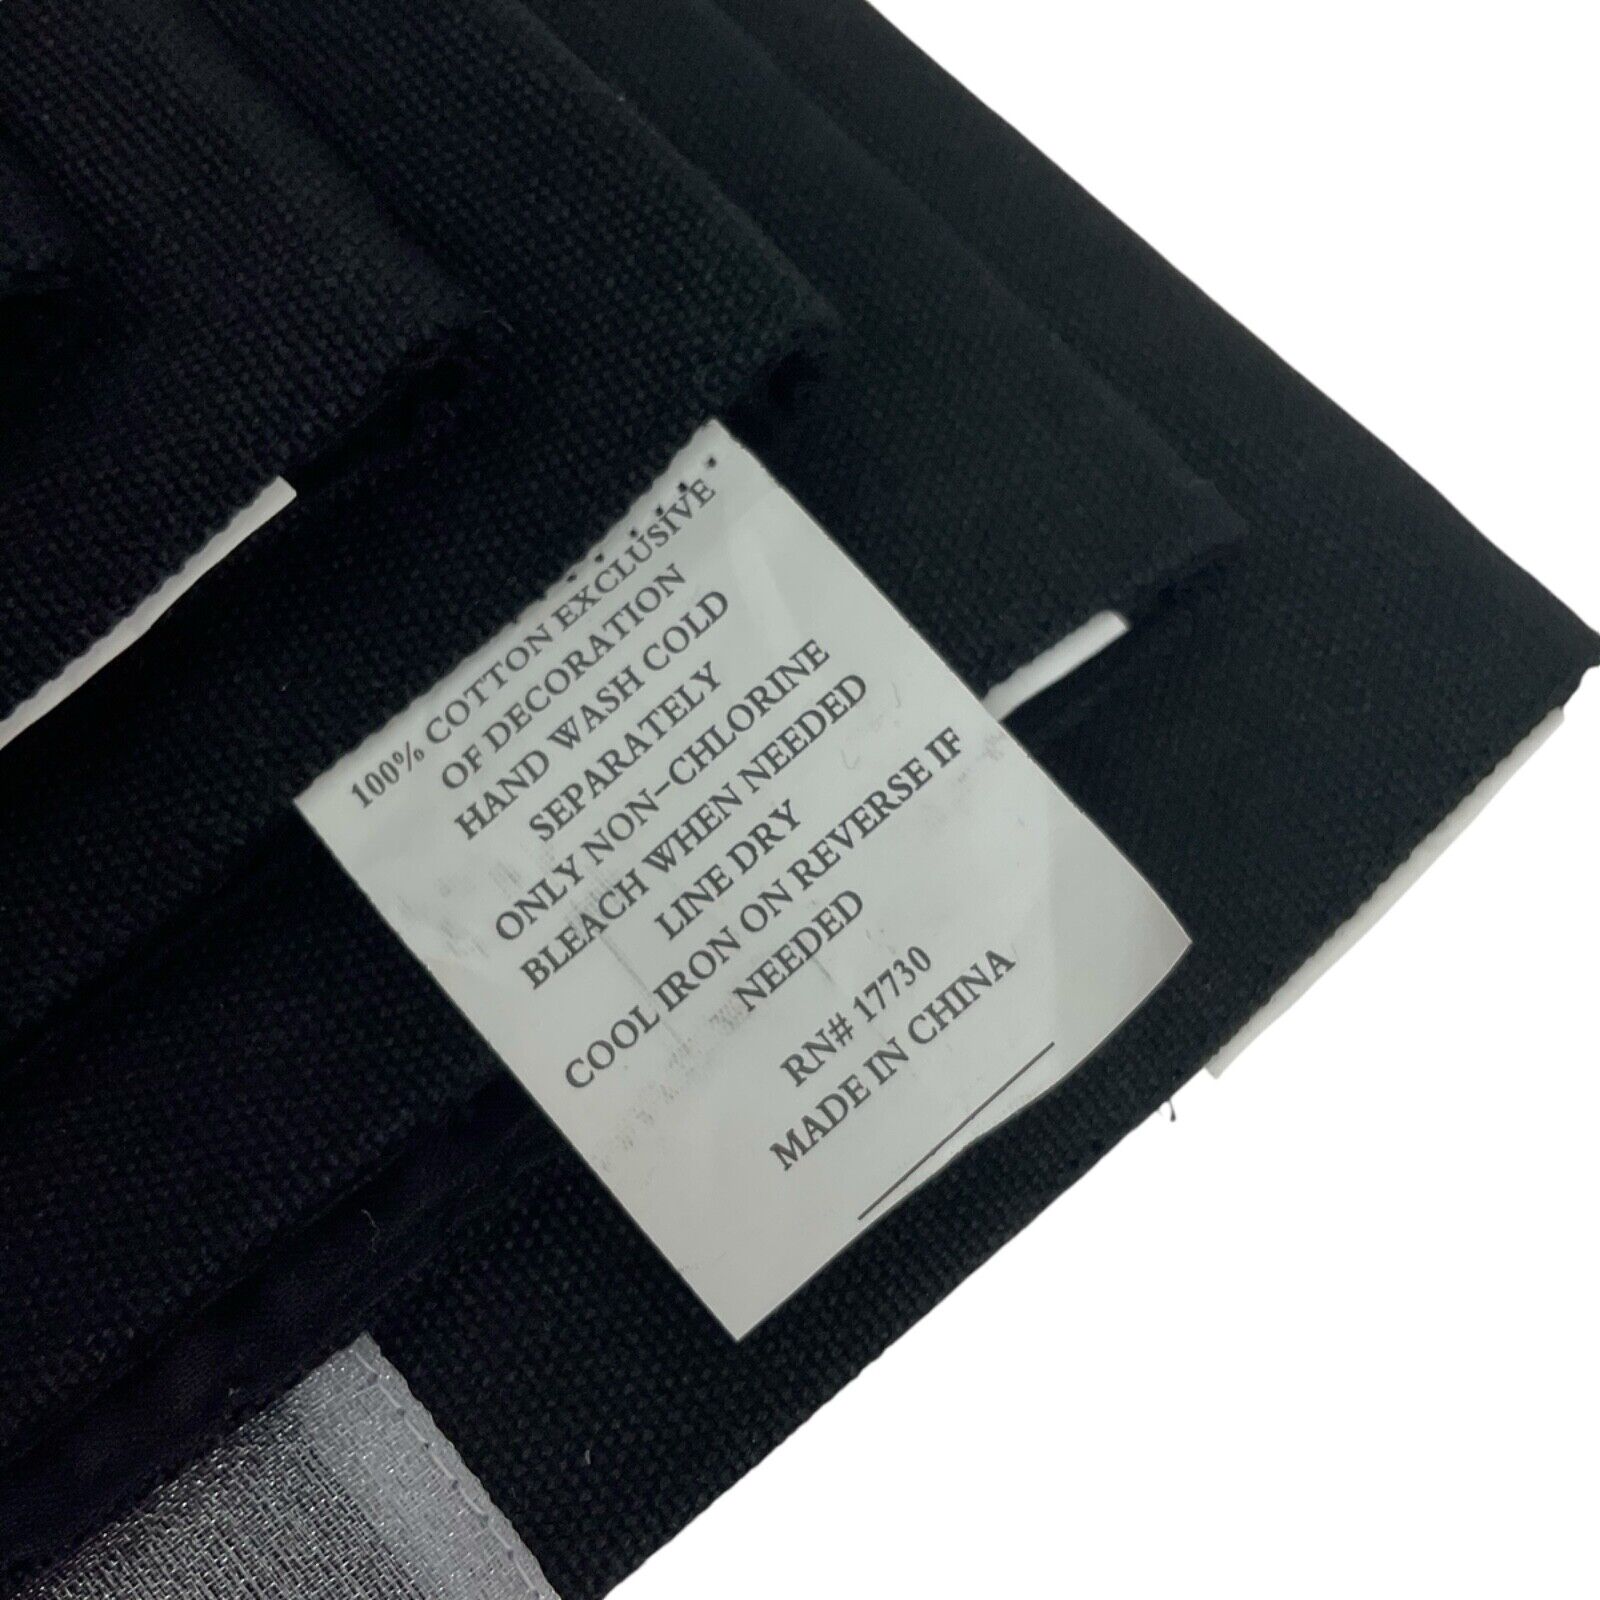 100% COTTON EXCLUSIVE
OF DECORATION
HAND WASH COLD
SEPARATELY
ONLY NON-CHLORINE
BLEACH WHEN NEEDED
LINE DRY
COOL IRON ON REVERSE IF
NEEDED
RN# 17730
MADE IN CHINA